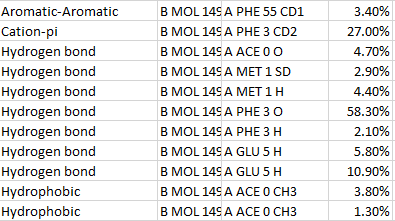 Aromatic-Aromatic B MOL 149 A PHE 55 CD1 3.40%
Cation-pi B MOL 149 A PHE 3 CD2 27.00%
Hydrogen bond B MOL 149 A ACE 0 O 4.70%
Hydrogen bond B MOL 149 A MET 1 SD 2.90%
Hydrogen bond B MOL 149 A MET 1 H 4.40%
Hydrogen bond B MOL 149 A PHE 3 O 58.30%
Hydrogen bond B MOL 149 A PHE 3 H 2.10%
Hydrogen bond B MOL 149 A GLU 5 H 5.80%
Hydrogen bond B MOL 149 A GLU 5 H 10.90%
Hydrophobic B MOL 149 A ACE 0 CH3 3.80%
Hydrophobic B MOL 149 A ACE 0 CH3 1.30%